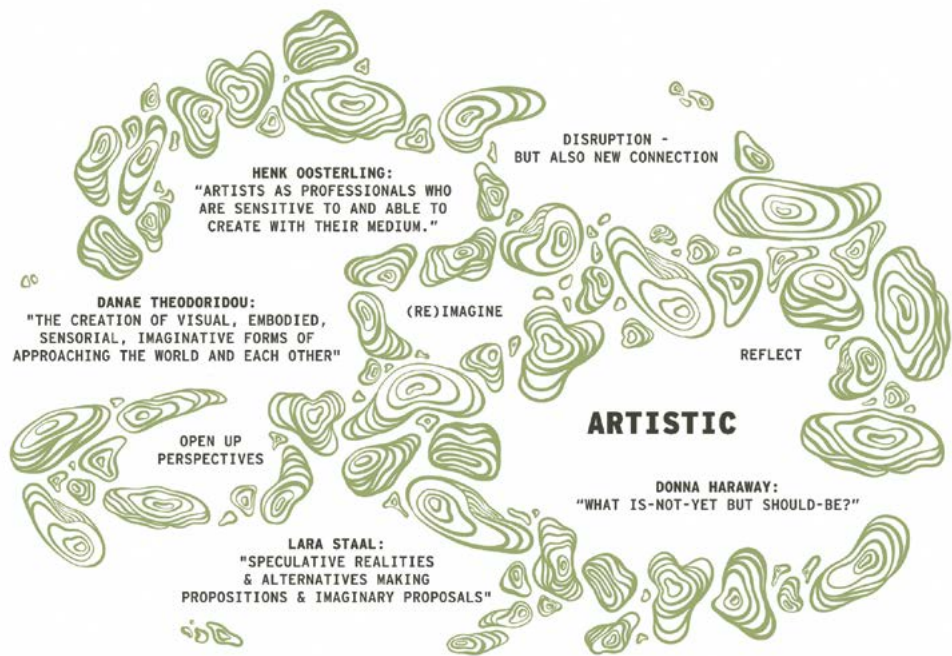 DISRUPTION -
BUT ALSO NEW CONNECTION
HENK OOSTERLING:
“ARTISTS AS PROFESSIONALS WHO
ARE SENSITIVE TO AND ABLE TO
CREATE WITH THEIR MEDIUM.”
DANAE THEODORIDOU:
"THE CREATION OF VISUAL, EMBODIED,
SENSORIAL, IMAGINATIVE FORMS OF
APPROACHING THE WORLD AND EACH OTHER"
(RE)IMAGINE
REFLECT
ARTISTIC
OPEN UP
PERSPECTIVES
DONNA HARAWAY:
“WHAT IS-NOT-YET BUT SHOULD-BE?”
LARA STAAL:
"SPECULATIVE REALITIES
& ALTERNATIVES MAKING
PROPOSITIONS & IMAGINARY PROPOSALS"